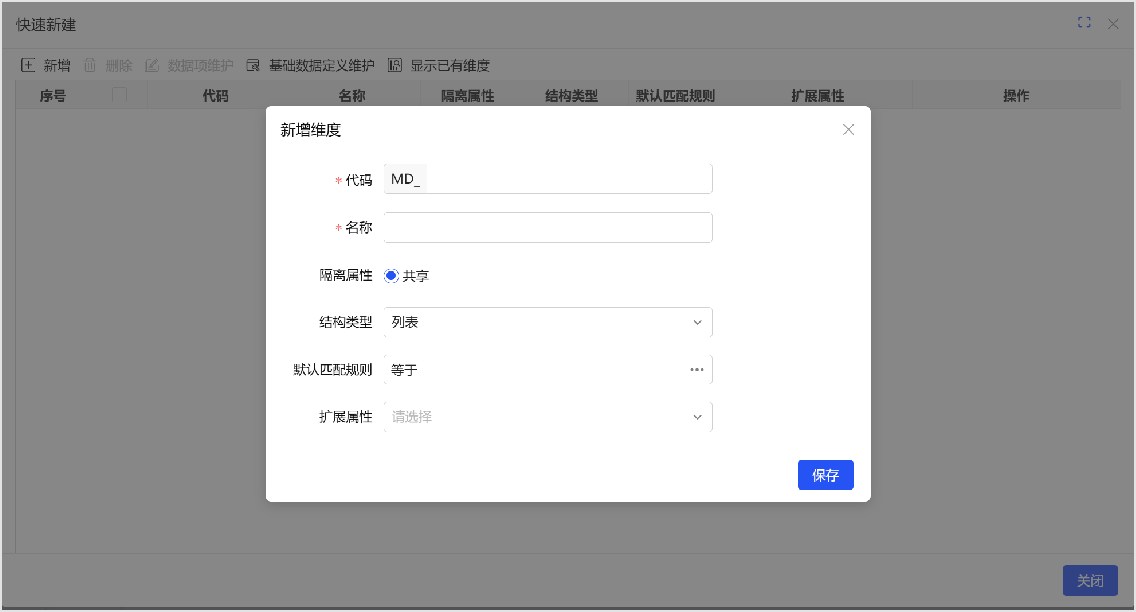 快速新建
新增 删除 数据项维护 基础数据定义维护 显示已有维度
序号 代码 名称 隔离属性 结构类型 默认匹配规则 扩展属性 操作
新增维度
* 代码 MD_
* 名称
隔离属性 共享
结构类型 列表
默认匹配规则 等于 •••
扩展属性 请选择
保存
关闭